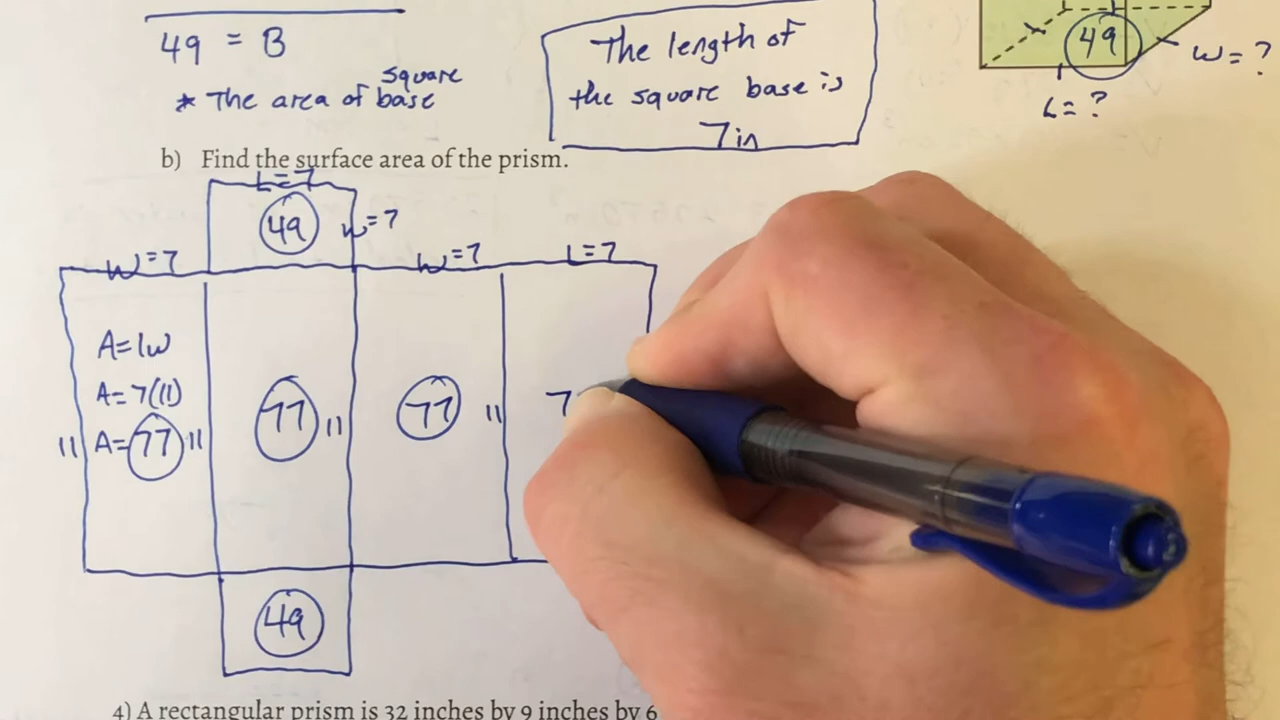 49 = B
* The area of square base
The length of
the square base is
7in
49
W=?
L=?
b) Find the surface area of the prism.
L=7
49
W=7
W=7
W=7
L=7
A=lw
A=7(11)
11 A=77 11
77 11
77 11
7
49
4) A rectangular prism is 32 inches by 9 inches by 6